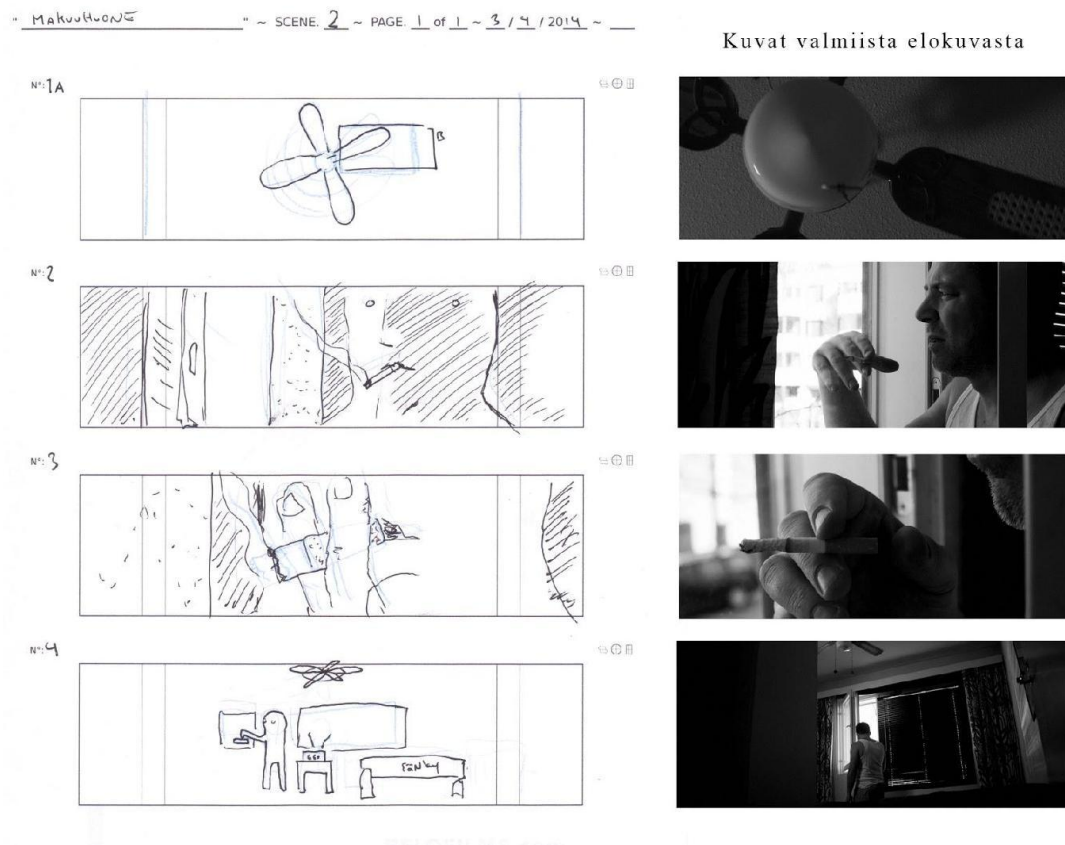 " MAKUUHUONE " ~ SCENE. 2 ~ PAGE. 1 of 1 ~ 3 / 4 / 2014 ~
Kuvat valmiista elokuvasta
Nº: 1A
B
Nº: 2
Nº: 3
Nº: 4
SäNKy